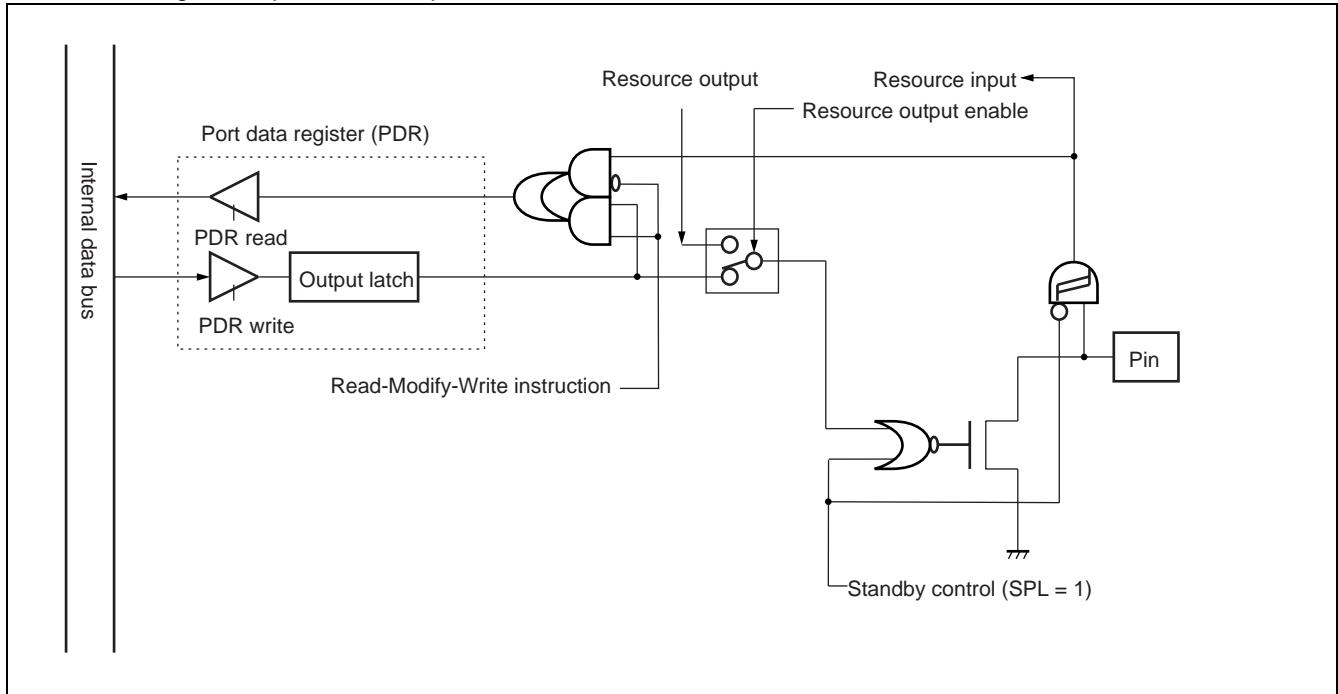 Resource output
Resource input
Resource output enable
Port data register (PDR)
Internal data bus
PDR read
Output latch
PDR write
Pin
Read-Modify-Write instruction
Standby control (SPL = 1)